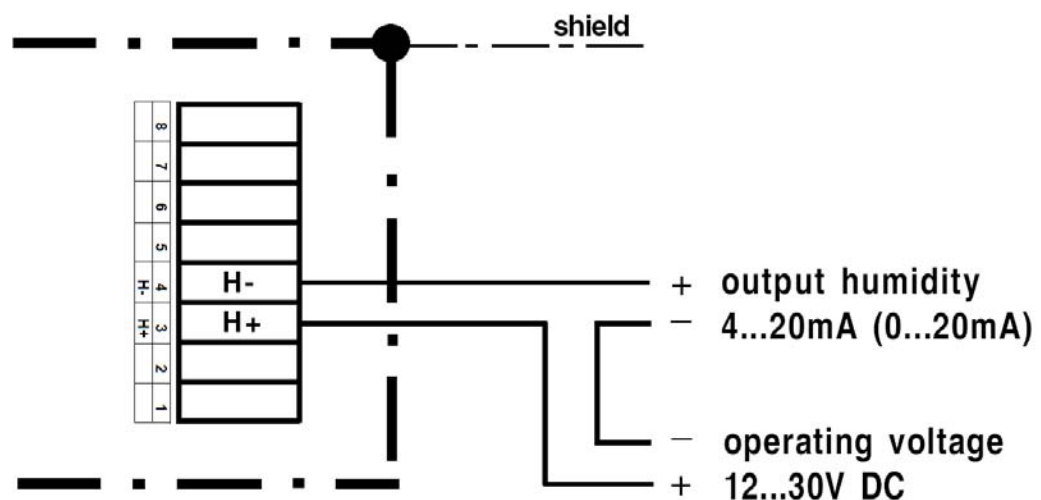 shield
8
7
6
5
H- 4 H- + output humidity
H+ 3 H+ − 4...20mA (0...20mA)
2
1
− operating voltage
+ 12...30V DC